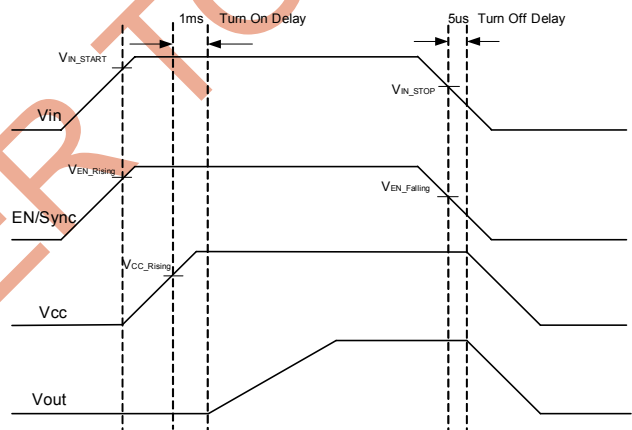 1ms Turn On Delay
5us Turn Off Delay
VIN_START
VIN_STOP
Vin
VEN_Rising
VEN_Falling
EN/Sync
VCC_Rising
Vcc
Vout